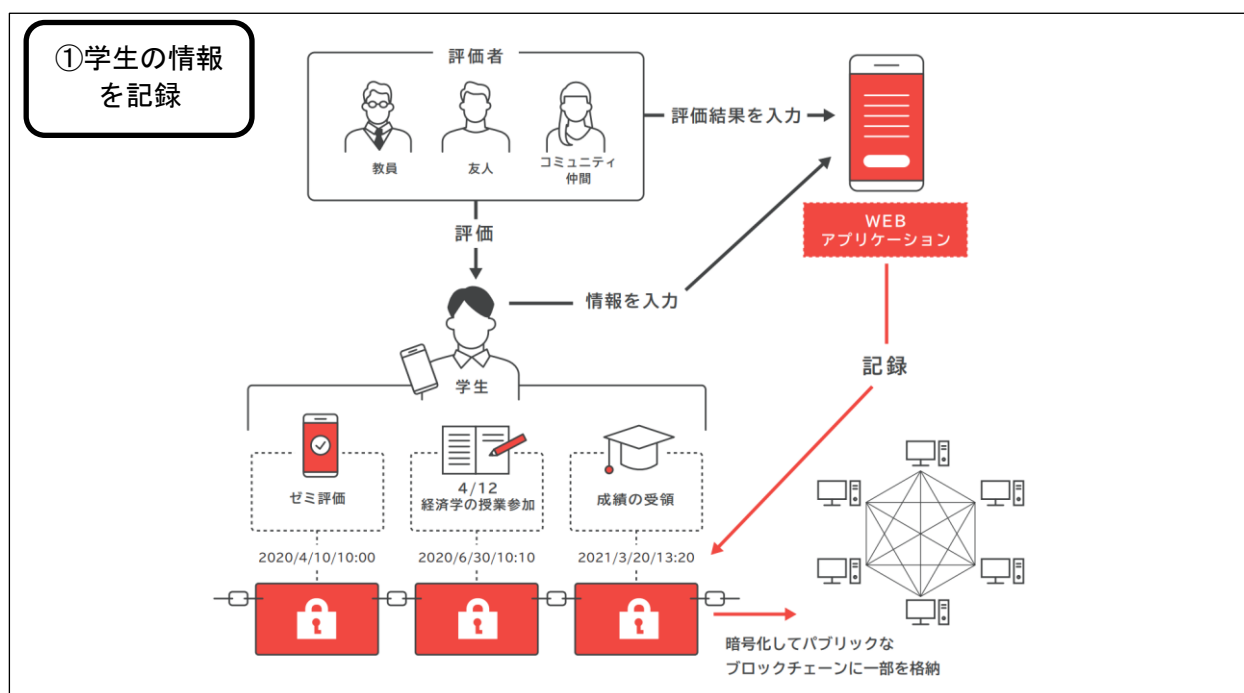 ①学生の情報
を記録
評価者
教員
友人
コミュニティ
仲間
評価結果を入力
WEB
アプリケーション
評価
情報を入力
記録
学生
ゼミ評価
4/12
経済学の授業参加
成績の受領
2020/4/10/10:00
2020/6/30/10:10
2021/3/20/13:20
暗号化してパブリックな
ブロックチェーンに一部を格納